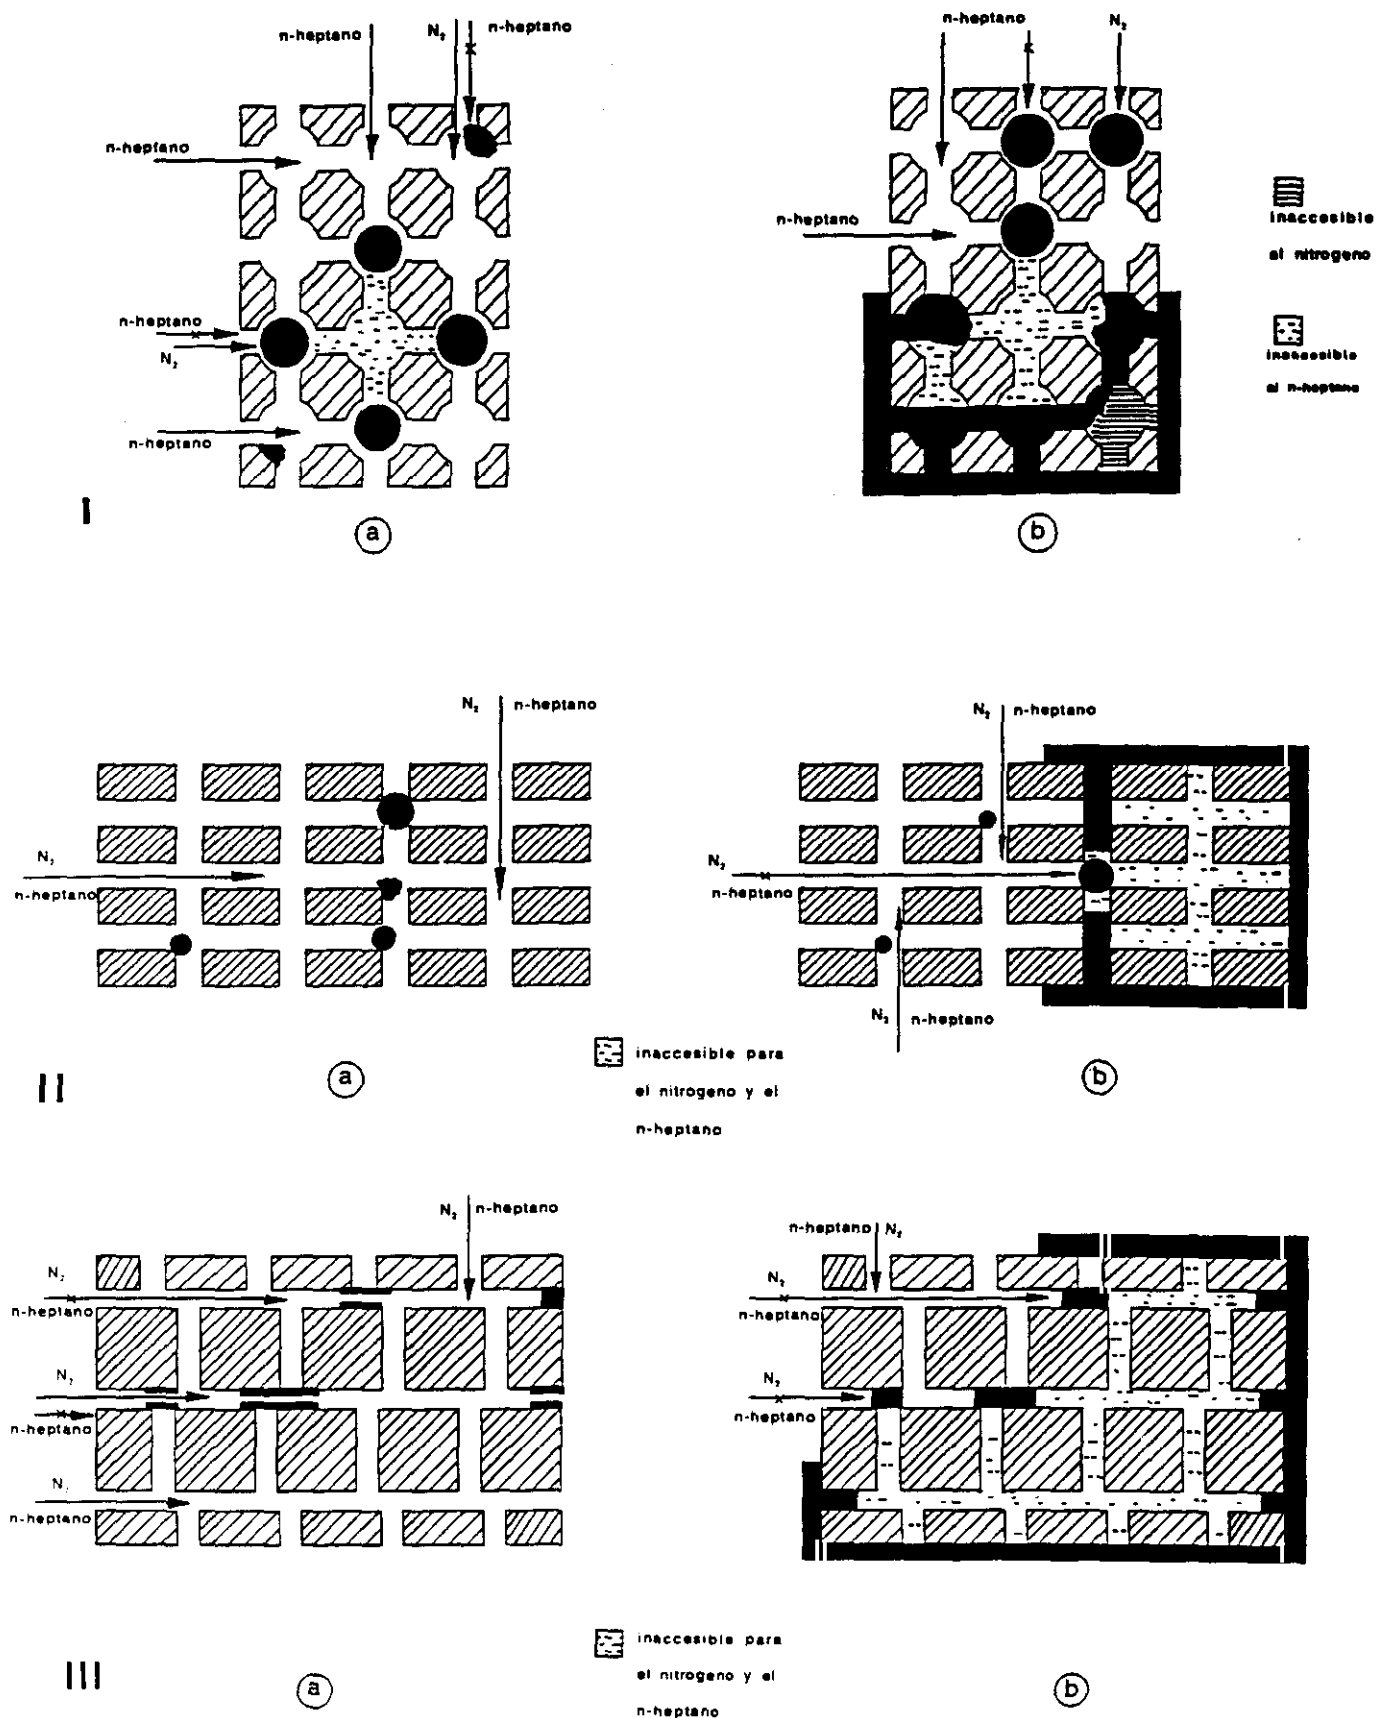 n-heptano
N₂
n-heptano
n-heptano
n-heptano
N₂
n-heptano
I
a
n-heptano
N₂
n-heptano
b
inaccesible
al nitrogeno
inaccesible
al n-heptano
N₂ n-heptano
N₂
n-heptano
II
a
N₂ n-heptano
N₂
n-heptano
N₂ n-heptano
b
inaccesible para
el nitrogeno y el
n-heptano
N₂ n-heptano
N₂
n-heptano
N₂
n-heptano
N₂
n-heptano
III
a
n-heptano N₂
N₂
n-heptano
N₂
n-heptano
b
inaccesible para
el nitrogeno y el
n-heptano